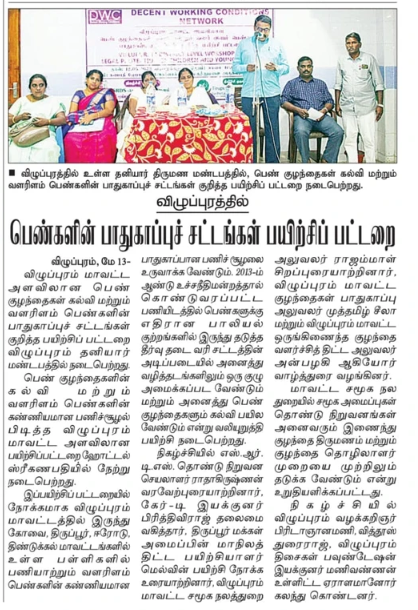 DWC
DECENT WORKING CONDITIONS
NETWORK
■ விழுப்புரத்தில் உள்ள தனியார் திருமண மண்டபத்தில், பெண் குழந்தைகள் கல்வி மற்றும்
வளரிளம் பெண்களின் பாதுகாப்புச் சட்டங்கள் குறித்த பயிற்சிப் பட்டறை நடைபெற்றது.
விழுப்புரத்தில்
பெண்களின் பாதுகாப்புச் சட்டங்கள் பயிற்சிப் பட்டறை
விழுப்புரம், மே 13-
விழுப்புரம் மாவட்ட
அளவிலான பெண்
குழந்தைகள் கல்வி மற்றும்
வளரிளம் பெண்களின்
பாதுகாப்புச் சட்டங்கள்
குறித்த பயிற்சிப் பட்டறை
விழுப்புரம் தனியார்
மண்டபத்தில் நடைபெற்றது.
பெண் குழந்தைகளின்
கல்வி மற்றும்
வளரிளம் பெண்களின்
கண்ணியமான பணிச்சூழல்
பிடித்த விழுப்புரம்
மாவட்ட அளவிலான
பயிற்சிப்பட்டறை ஹோட்டல்
ஸ்ரீகணபதியில் நேற்று
நடைபெற்றது.
இப்பயிற்சிப் பட்டறையில்
நோக்கமாக விழுப்புரம்
மாவட்டத்தில் இருந்து
கோவை, திருப்பூர், ஈரோடு,
திண்டுக்கல் மாவட்டங்களில்
உள்ள பள்ளிகளில்
பணியாற்றும் வளரிளம்
பெண்களின் கண்ணியமான
பாதுகாப்பான பணிச் சூழலை
உருவாக்க வேண்டும். 2013-ம்
ஆண்டு உச்சநீதிமன்றத்தால்
கொண்டுவரப்பட்ட
பணியிடத்தில் பெண்களுக்கு
எதிரான பாலியல்
குற்றங்களில் இருந்து தடுத்த
தீர்வு தடை வரி சட்டத்தின்
அடிப்படையில் அனைத்து
வழித்தடங்களிலும் ஒரு குழு
அமைக்கப்பட வேண்டும்
மற்றும் அனைத்து பெண்
குழந்தைகளும் கல்வி பயில
வேண்டும் என்று வலியுறுத்தி
பயிற்சி நடைபெற்றது.
நிகழ்ச்சியில் எஸ்.ஆர்.
டி.எஸ். தொண்டு நிறுவன
செயலாளர் ராதாகிருஷ்ணன்
வரவேற்புரையாற்றினார்,
கேர்-டி இயக்குனர்
பிரித்திவிராஜ் தலைமை
வகித்தார், திருப்பூர் மக்கள்
அமைப்பின் மாநிலத்
திட்ட பயிற்சியாளர்
மெல்வின் பயிற்சி நோக்க
உரையாற்றினார், விழுப்புரம்
மாவட்ட சமூக நலத்துறை
அலுவலர் ராஜம்மாள்
சிறப்புரையாற்றினார்,
விழுப்புரம் மாவட்ட
குழந்தைகள் பாதுகாப்பு
அலுவலர் முத்தமிழ் சீலா
மற்றும் விழுப்புரம் மாவட்ட
ஒருங்கிணைந்த குழந்தை
வளர்ச்சித் திட்ட அலுவலர்
அன்பழகி ஆகியோர்
வாழ்த்துரை வழங்கினர்.
மாவட்ட சமூக நல
துறையில் சமூக அமைப்புகள்
தொண்டு நிறுவனங்கள்
அனைவரும் இணைந்து
குழந்தை திருமணம் மற்றும்
குழந்தை தொழிலாளர்
முறையை முற்றிலும்
தடுக்க வேண்டும் என்று
உறுதியளிக்கப்பட்டது.
நிகழ்ச்சியில்
விழுப்புரம் வழக்கறிஞர்
பிரிடாஞானமணி, வித்தூஸ்
துரைராஜ், விழுப்புரம்
திசைகள் பவுண்டேஷன்
இயக்குனர் மணிவண்ணன்
உள்ளிட்ட ஏராளமானோர்
கலந்து கொண்டனர்.